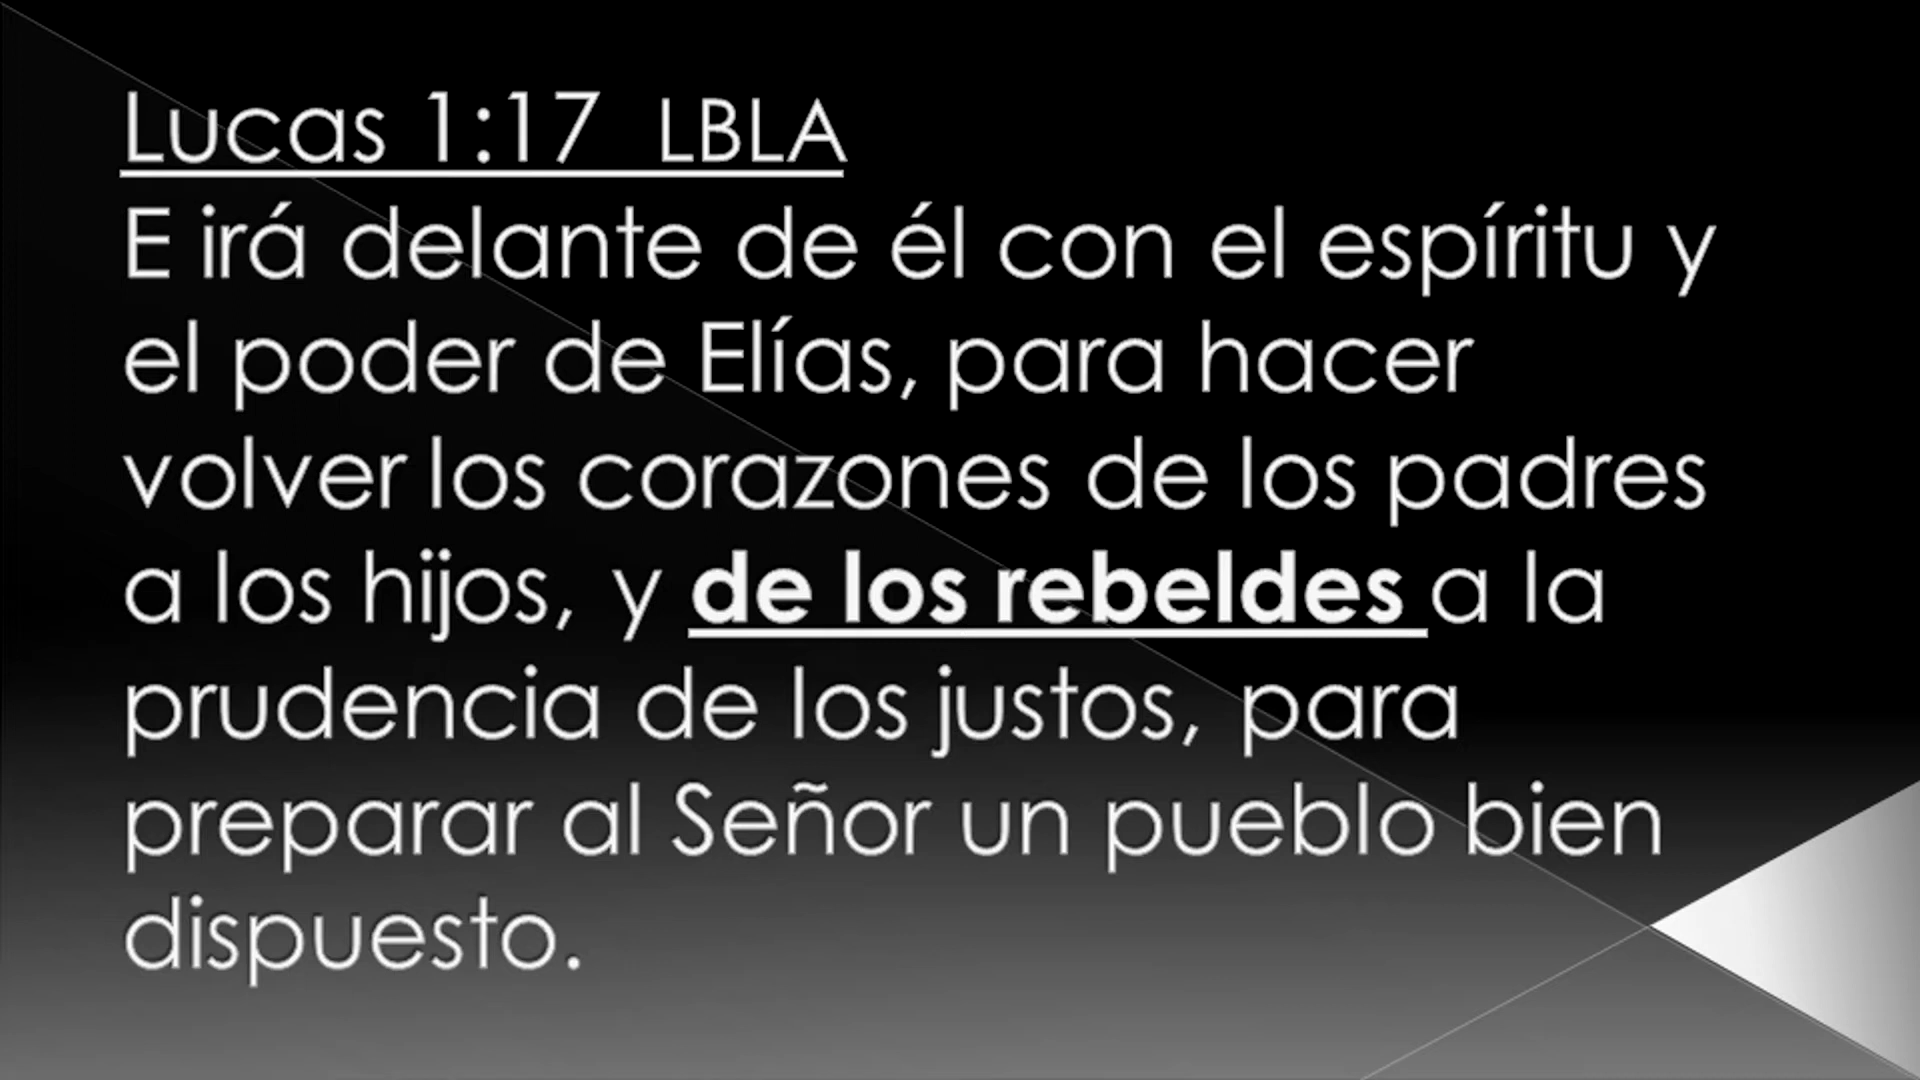 Lucas 1:17 LBLA
E irá delante de él con el espíritu y
el poder de Elías, para hacer
volver los corazones de los padres
a los hijos, y de los rebeldes a la
prudencia de los justos, para
preparar al Señor un pueblo bien
dispuesto.